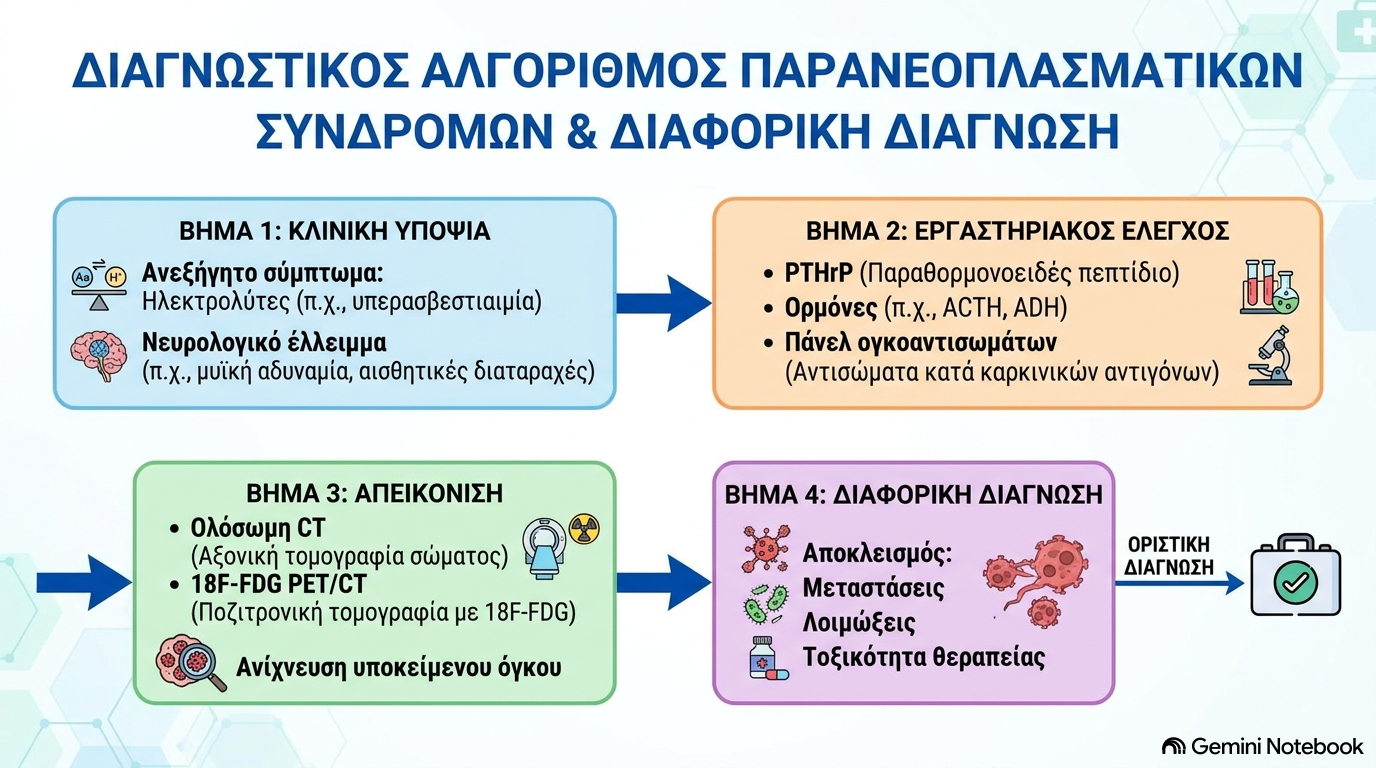 ΔΙΑΓΝΩΣΤΙΚΟΣ ΑΛΓΟΡΙΘΜΟΣ ΠΑΡΑΝΕΟΠΛΑΣΜΑΤΙΚΩΝ
ΣΥΝΔΡΟΜΩΝ & ΔΙΑΦΟΡΙΚΗ ΔΙΑΓΝΩΣΗ
ΒΗΜΑ 1: ΚΛΙΝΙΚΗ ΥΠΟΨΙΑ
Aa H⁺
Ανεξήγητο σύμπτωμα:
Ηλεκτρολύτες (π.χ., υπερασβεστιαιμία)
Νευρολογικό έλλειμμα
(π.χ., μυϊκή αδυναμία, αισθητικές διαταραχές)
ΒΗΜΑ 2: ΕΡΓΑΣΤΗΡΙΑΚΟΣ ΕΛΕΓΧΟΣ
• PTHrP (Παραθορμονοειδές πεπτίδιο)
• Ορμόνες (π.χ., ACTH, ADH)
• Πάνελ ογκοαντισωμάτων
(Αντισώματα κατά καρκινικών αντιγόνων)
ΒΗΜΑ 3: ΑΠΕΙΚΟΝΙΣΗ
• Ολόσωμη CT
(Αξονική τομογραφία σώματος)
• 18F-FDG PET/CT
(Ποζιτρονική τομογραφία με 18F-FDG)
Ανίχνευση υποκείμενου όγκου
ΒΗΜΑ 4: ΔΙΑΦΟΡΙΚΗ ΔΙΑΓΝΩΣΗ
Αποκλεισμός:
Μεταστάσεις
Λοιμώξεις
Τοξικότητα θεραπείας
ΟΡΙΣΤΙΚΗ
ΔΙΑΓΝΩΣΗ
Gemini Notebook